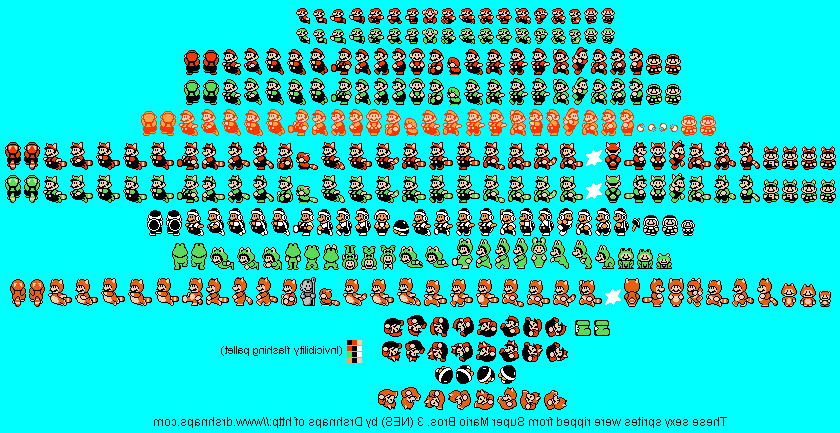 (Invicibility flashing pallet)
These sexy sprites were ripped from Super Mario Bros. 3 (NES) by Drshnaps of http://www.drshnaps.com